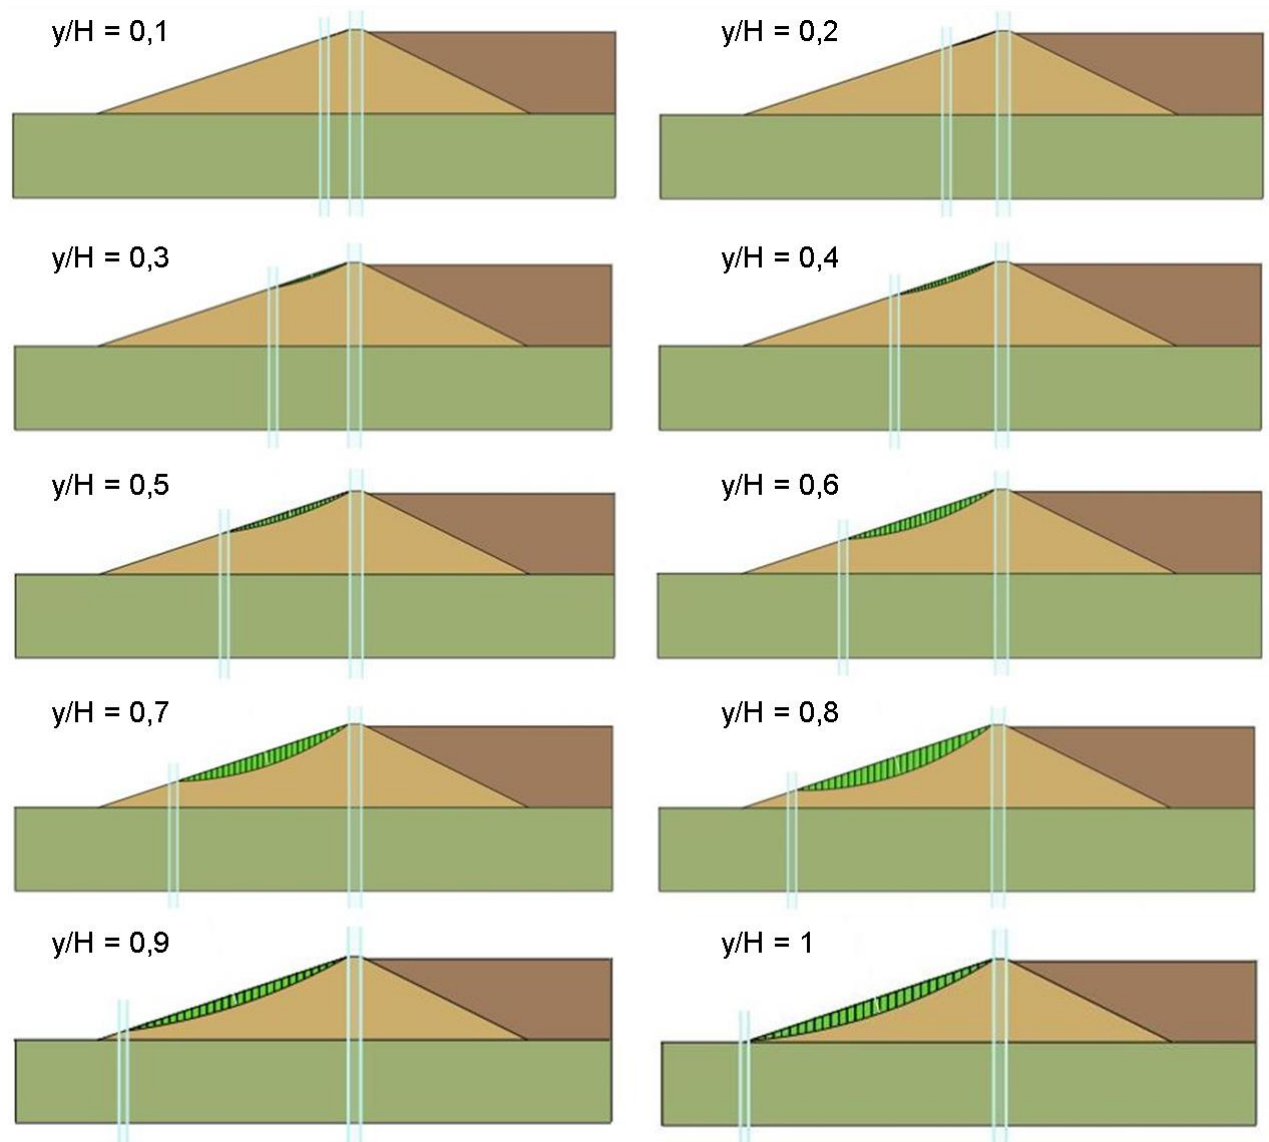 y/H = 0,1
y/H = 0,2
y/H = 0,3
y/H = 0,4
y/H = 0,5
y/H = 0,6
y/H = 0,7
y/H = 0,8
y/H = 0,9
y/H = 1